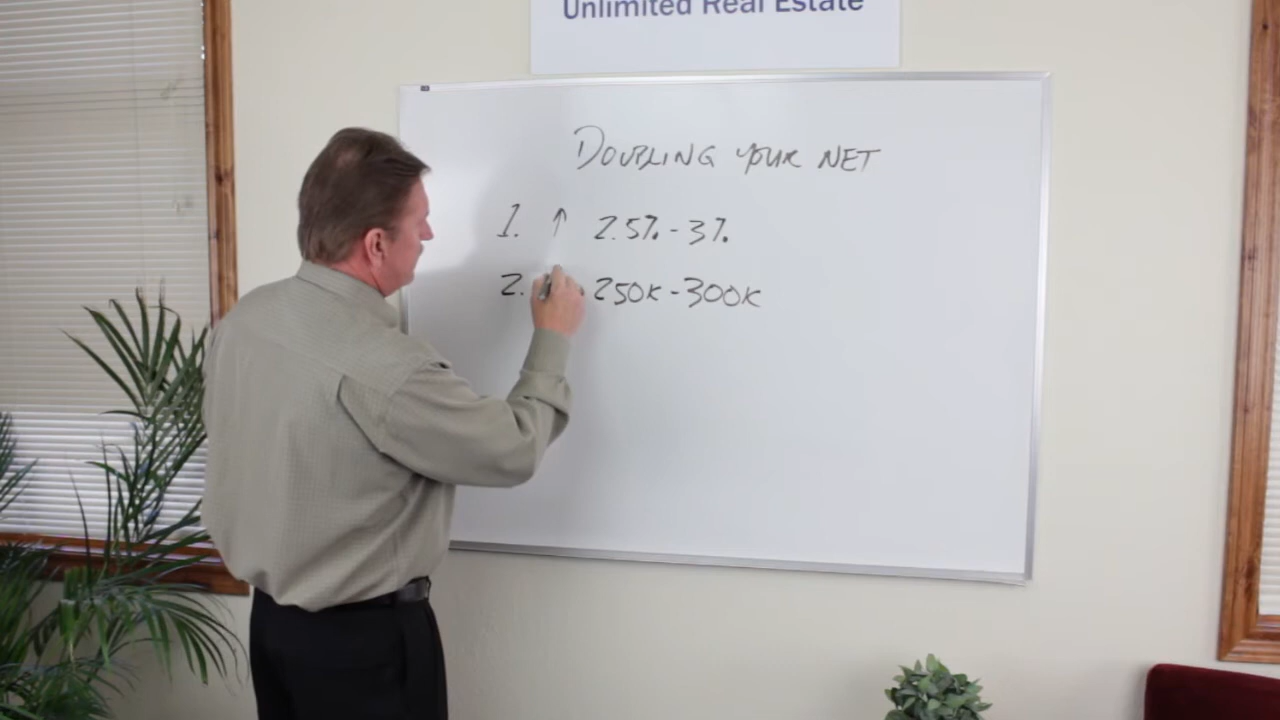 Unlimited Real Estate
DOUBLING YOUR NET
1. ↑ 2.5% - 3%
2. 250K - 300K